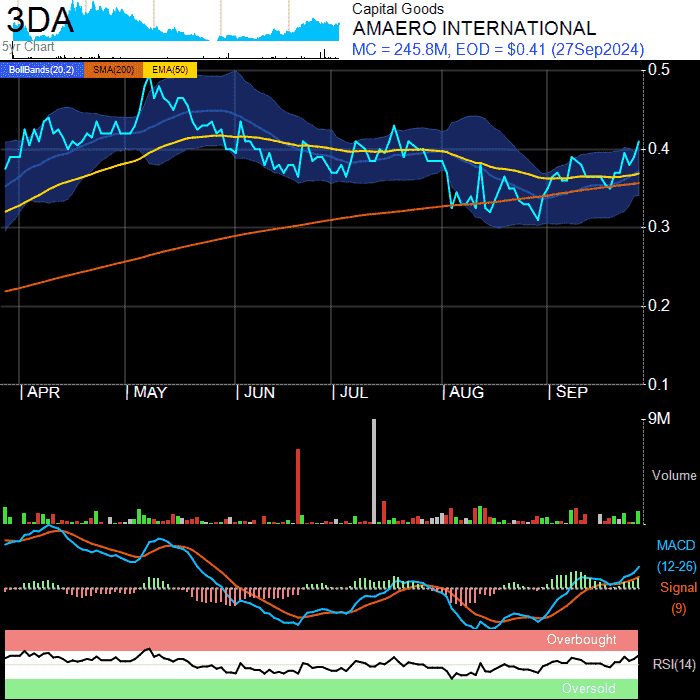 3DA
5yr Chart
Capital Goods
AMAERO INTERNATIONAL
MC = 245.8M, EOD = $0.41 (27Sep2024)
BollBands(20,2) SMA(200) EMA(50)
0.5
0.4
0.3
0.2
0.1
APR MAY JUN JUL AUG SEP
9M
Volume
MACD
(12-26)
Signal
(9)
Overbought
RSI(14)
Oversold